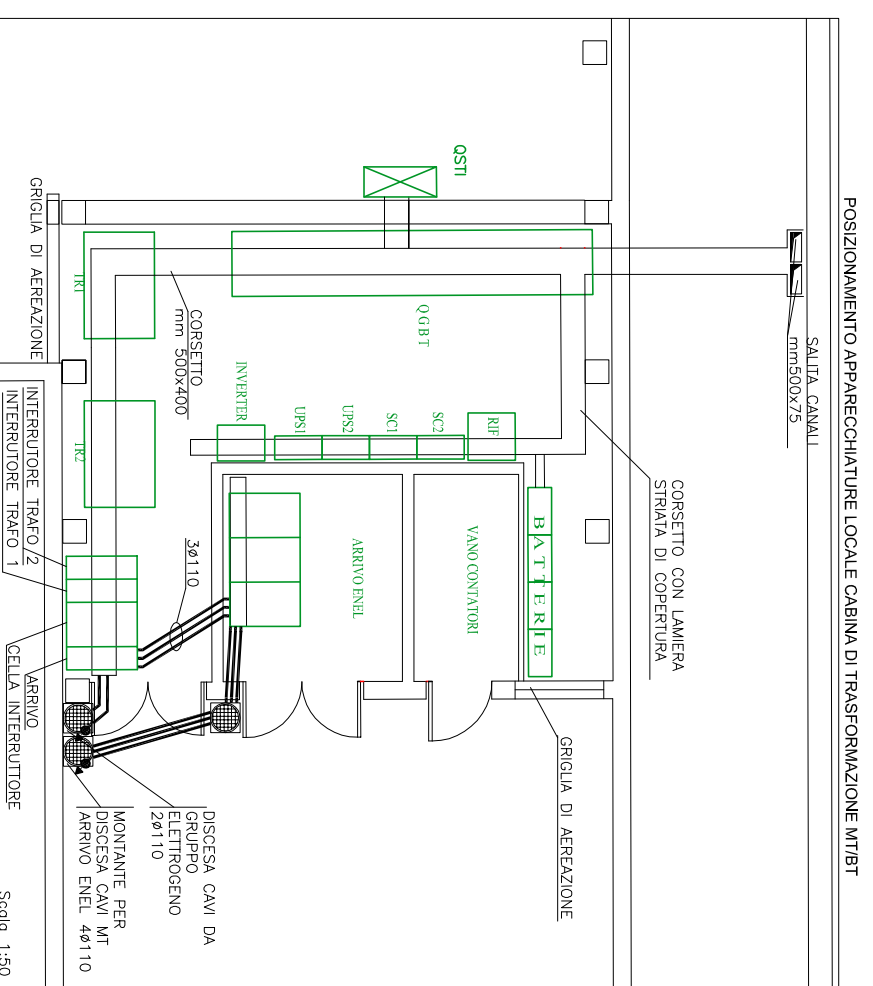 POSIZIONAMENTO APPARECCHIATURE LOCALE CABINA DI TRASFORMAZIONE MT/BT
SALITA CANALI
mm500x75
CORSETTO CON LAMIERA
STRIATA DI COPERTURA
GRIGLIA DI AEREAZIONE
QSTI
QGBT
RIF
SC2
SC1
UPS2
UPS1
INVERTER
BATTERIE
VANO CONTATORI
ARRIVO ENEL
CORSETTO
mm 500x400
3ø110
TR1
TR2
GRIGLIA DI AEREAZIONE
INTERRUTORE TRAFO 2
INTERRUTORE TRAFO 1
ARRIVO
CELLA INTERRUTTORE
DISCESA CAVI DA
GRUPPO
ELETTROGENO
2ø110
MONTANTE PER
DISCESA CAVI MT
ARRIVO ENEL 4ø110
Scala 1:50